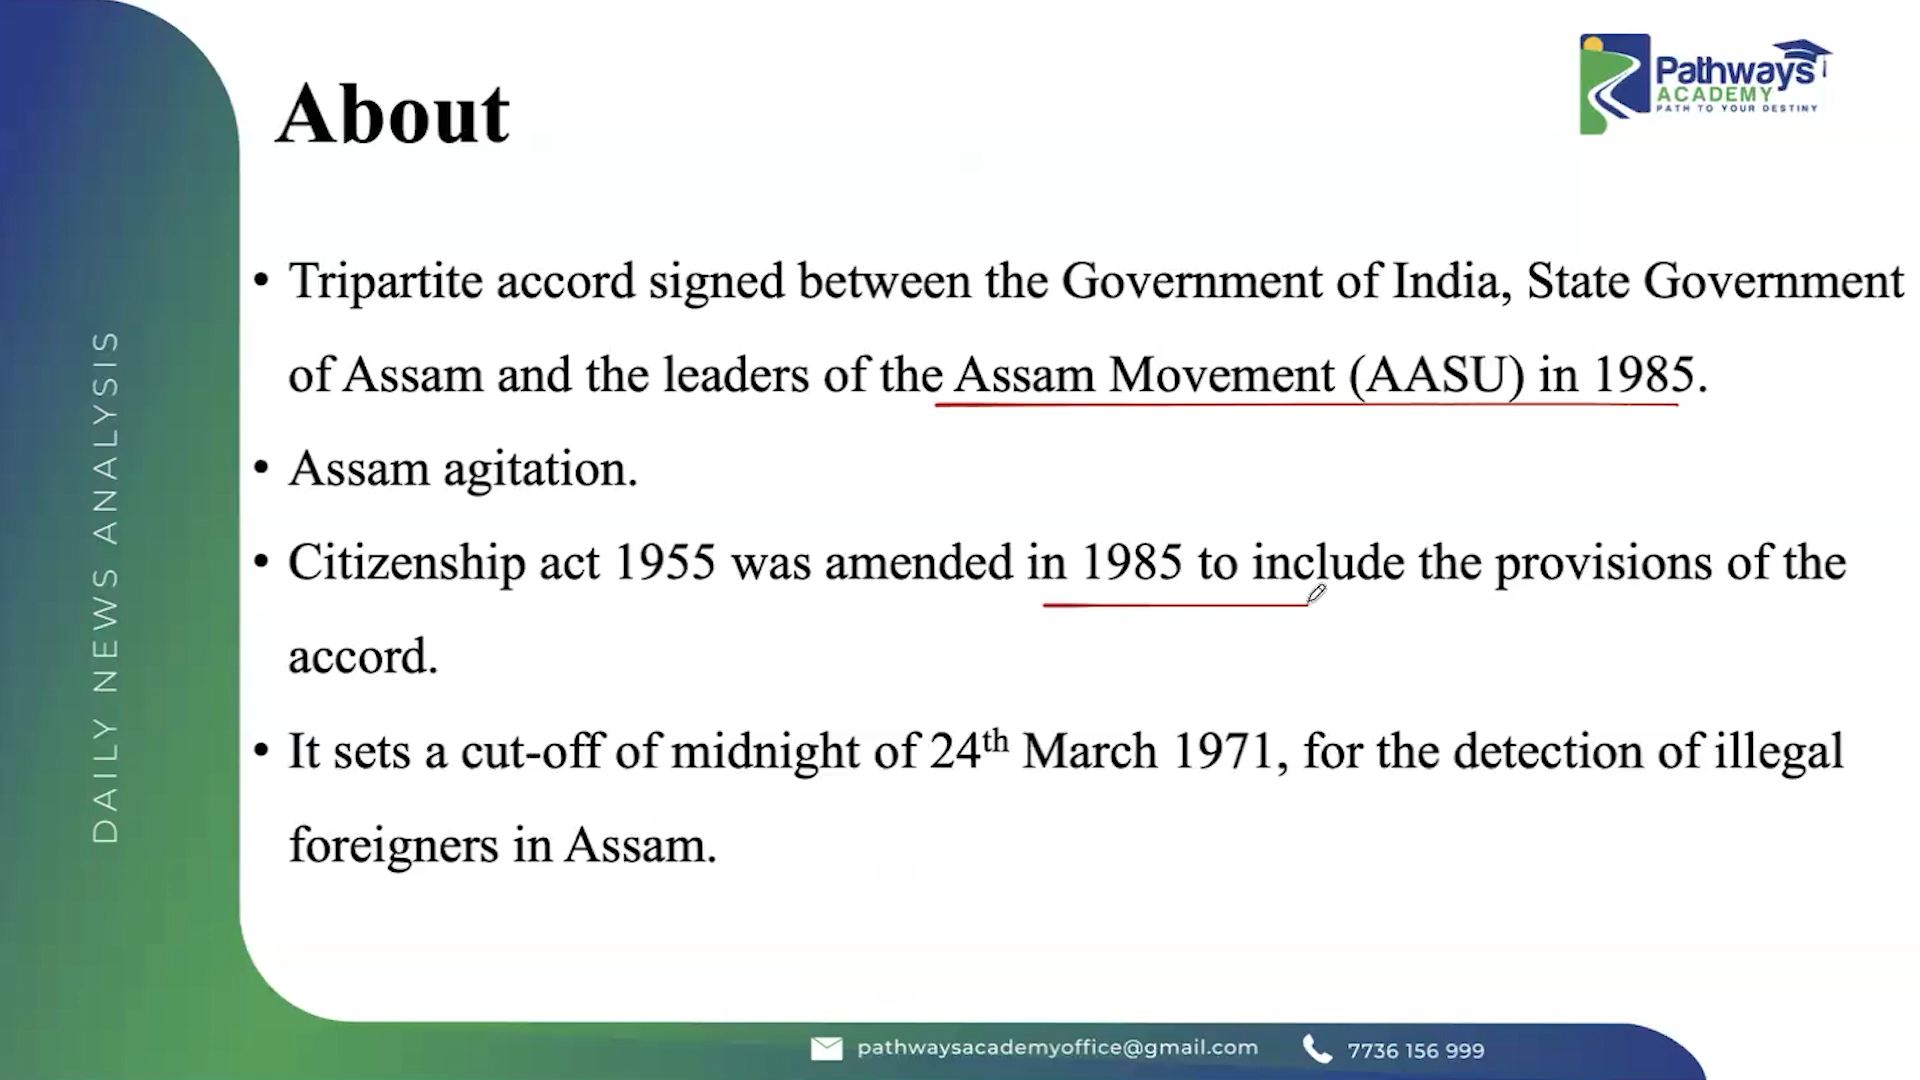 About
Pathways
ACADEMY
PATH TO YOUR DESTINY
• Tripartite accord signed between the Government of India, State Government
of Assam and the leaders of the Assam Movement (AASU) in 1985.
• Assam agitation.
• Citizenship act 1955 was amended in 1985 to include the provisions of the
accord.
• It sets a cut-off of midnight of 24th March 1971, for the detection of illegal
foreigners in Assam.
DAILY NEWS ANALYSIS
pathwaysacademyoffice@gmail.com
7736 156 999